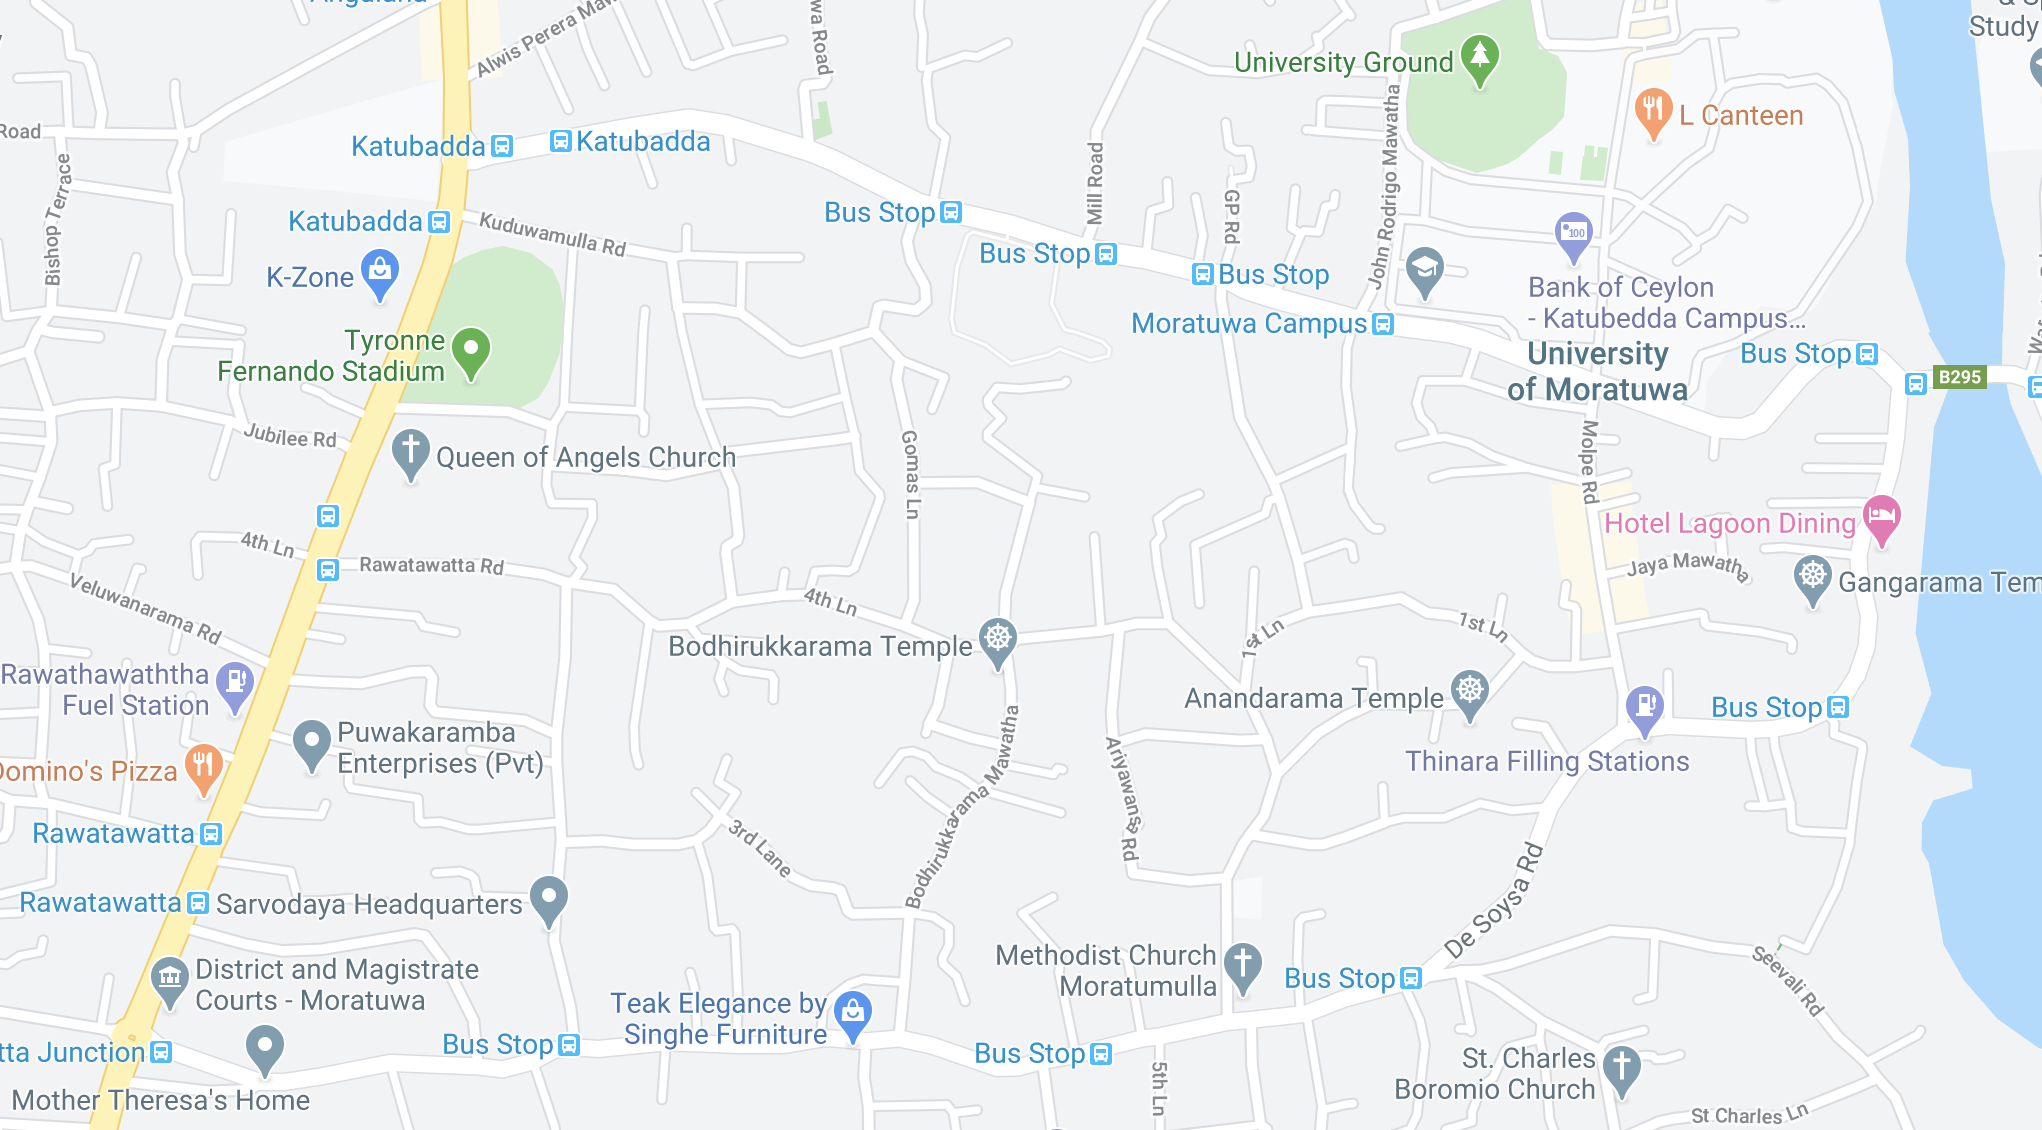 Angulana
Alwis Perera Maw
wa Road
& S
Study
University Ground
L Canteen
Road
Katubadda
Katubadda
Bishop Terrace
Mill Road
GP Rd
John Rodrigo Mawatha
Katubadda
Kuduwamulla Rd
Bus Stop
Bus Stop
Bus Stop
K-Zone
100
Bank of Ceylon
- Katubedda Campus...
Moratuwa Campus
Tyronne
Fernando Stadium
University
of Moratuwa
Bus Stop
B295
Jubilee Rd
Queen of Angels Church
Gomas Ln
Molpe Rd
Hotel Lagoon Dining
4th Ln
Rawatawatta Rd
Jaya Mawatha
Gangarama Tem
Veluwanarama Rd
4th Ln
1st Ln
1st Ln
Bodhirukkarama Temple
Rawathawaththa
Fuel Station
Anandarama Temple
Bus Stop
Puwakaramba
Enterprises (Pvt)
Thinara Filling Stations
Domino's Pizza
Bodhirukkarama Mawatha
Ariyawansa Rd
Rawatawatta
3rd Lane
Rawatawatta
Sarvodaya Headquarters
De Soysa Rd
District and Magistrate
Courts - Moratuwa
Methodist Church
Moratumulla
Bus Stop
Seevali Rd
Teak Elegance by
Singhe Furniture
tta Junction
Bus Stop
Bus Stop
5th Ln
St. Charles
Boromio Church
Mother Theresa's Home
St Charles Ln